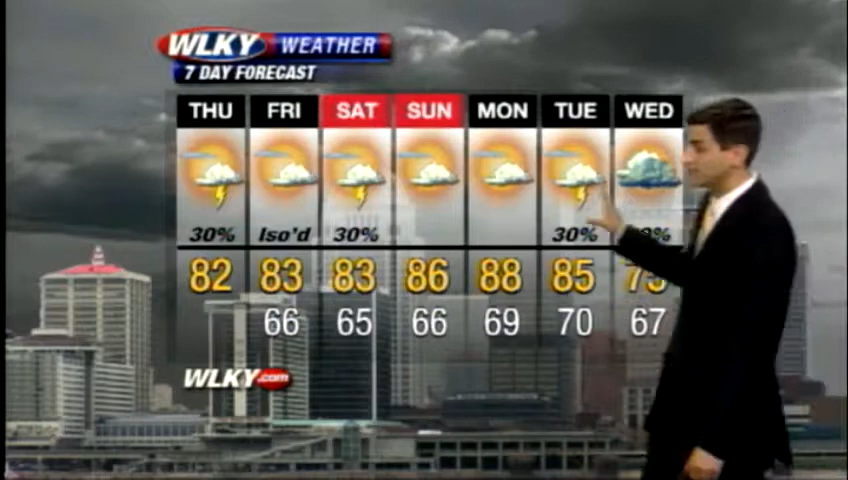 WLKY WEATHER
7 DAY FORECAST
THU FRI SAT SUN MON TUE WED
30% Iso'd 30% 30%
82 83 83 86 88 85
66 65 66 69 70 67
WLKY.com